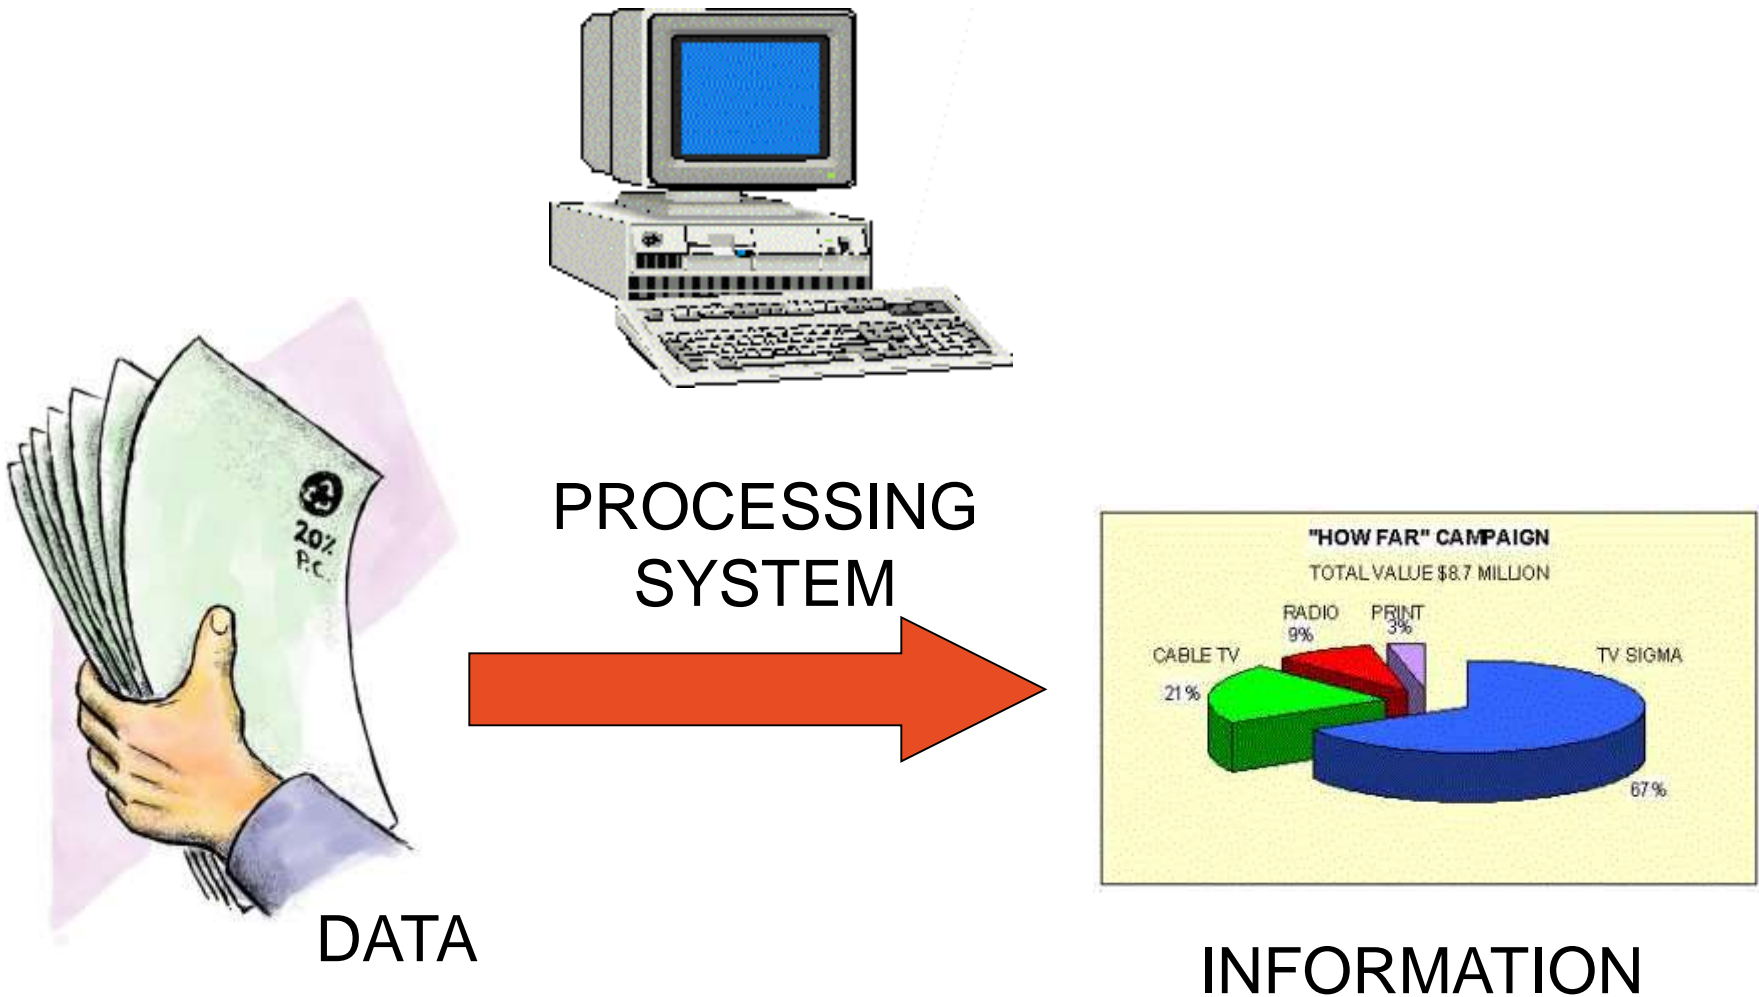 PROCESSING
SYSTEM
20%
P.C.
DATA
"HOW FAR" CAMPAIGN
TOTAL VALUE $8.7 MILLION
RADIO PRINT
9% 3%
CABLE TV TV SIGMA
21%
67%
INFORMATION